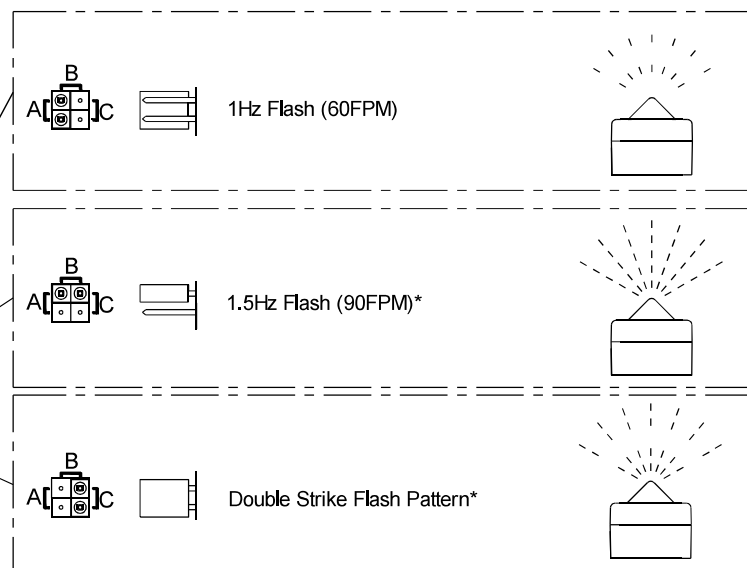 B
A C 1Hz Flash (60FPM)
B
A C 1.5Hz Flash (90FPM)*
B
A C Double Strike Flash Pattern*